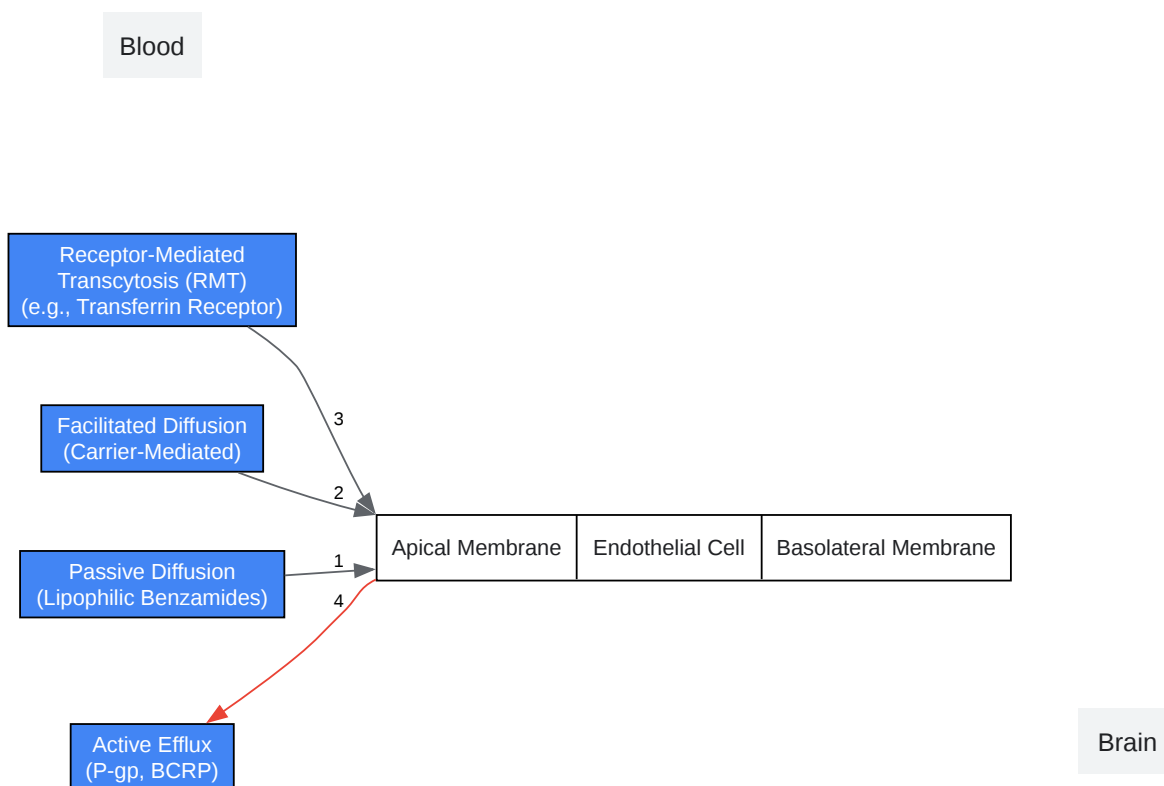 Blood
Receptor-Mediated
Transcytosis (RMT)
(e.g., Transferrin Receptor)
3
Facilitated Diffusion
(Carrier-Mediated)
2
Apical Membrane
Endothelial Cell
Basolateral Membrane
1
Passive Diffusion
(Lipophilic Benzamides)
4
Active Efflux
(P-gp, BCRP)
Brain